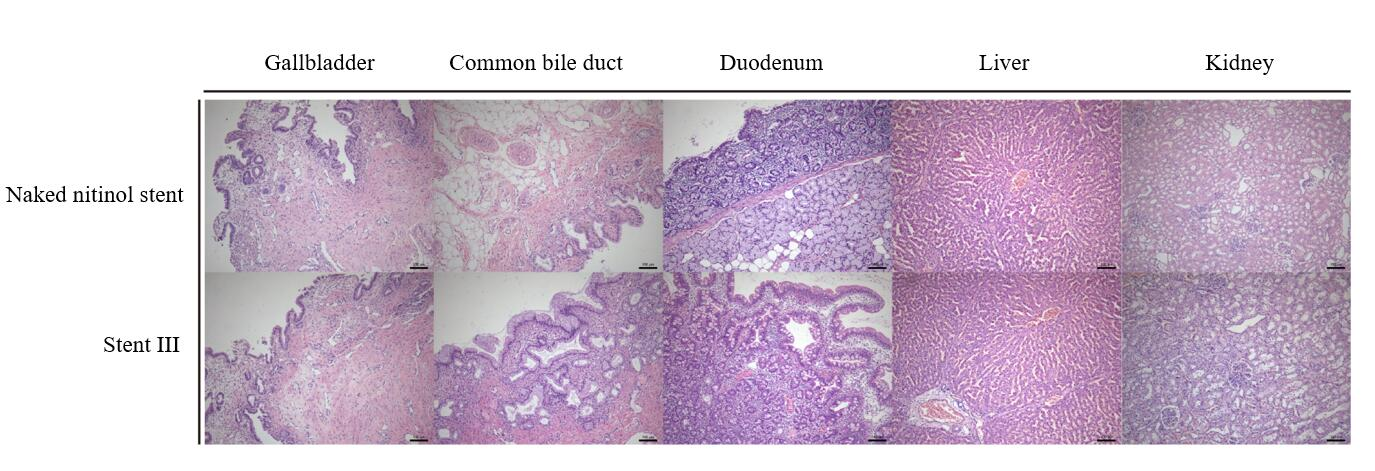 Gallbladder Common bile duct Duodenum Liver Kidney
Naked nitinol stent
Stent III